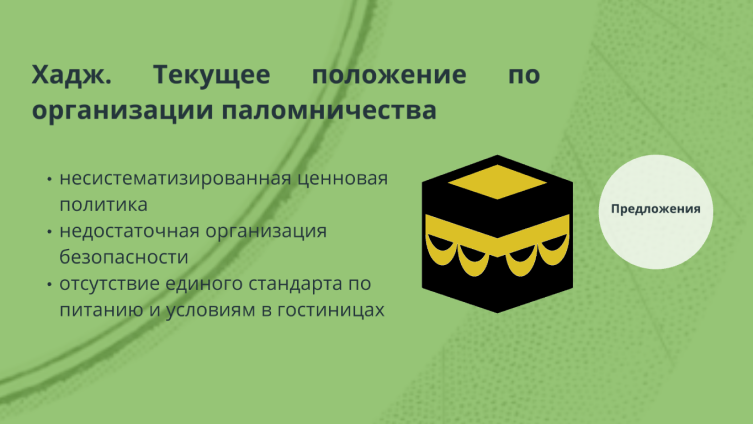 Хадж. Текущее положение по
организации паломничества
• несистематизированная ценновая
политика
• недостаточная организация
безопасности
• отсутствие единого стандарта по
питанию и условиям в гостиницах
Предложения